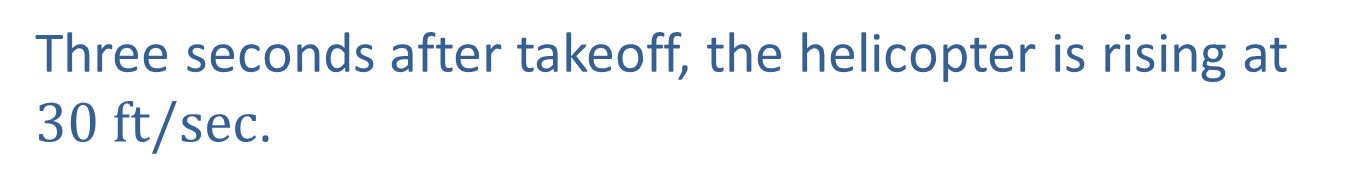 Three seconds after takeoff, the helicopter is rising at
30 ft/sec.